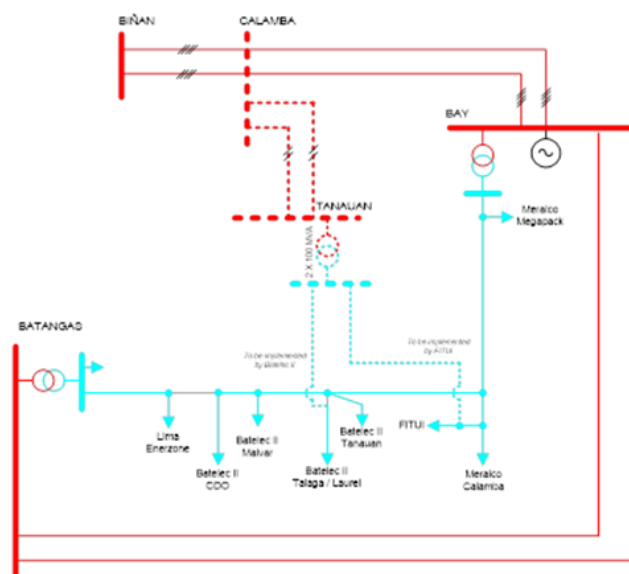 BIÑAN
CALAMBA
BAY
TANAUAN
2 X 100 MVA
Meralco
Megapack
BATANGAS
To be implemented
by Batelec II
To be implemented
by FITUI
Lima
Enerzone
Batelec II
CDO
Batelec II
Malvar
Batelec II
Talaga / Laurel
Batelec II
Tanauan
FITUI
Meralco
Calamba